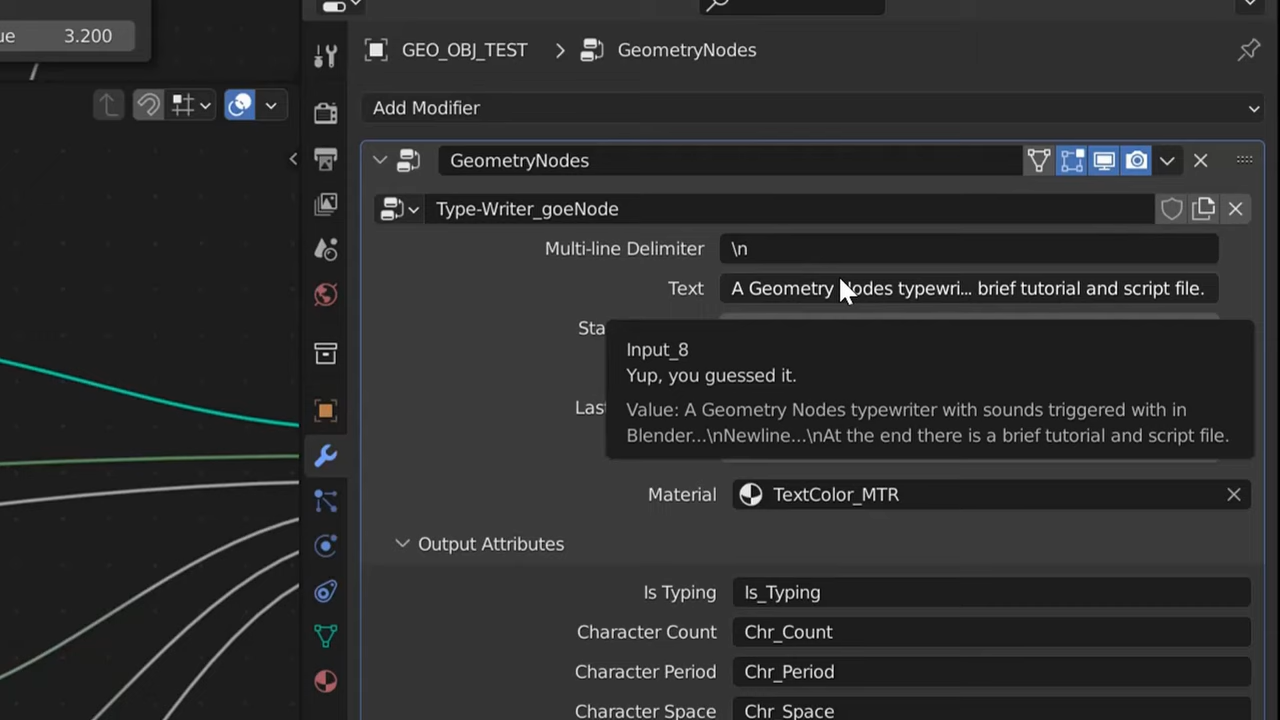 ue 3.200
GEO_OBJ_TEST > GeometryNodes
Add Modifier
GeometryNodes
Type-Writer_goeNode
Multi-line Delimiter \n
Text A Geometry Nodes typewri... brief tutorial and script file.
Sta
Input_8
Yup, you guessed it.
Las
Value: A Geometry Nodes typewriter with sounds triggered with in
Blender...\nNewline...\nAt the end there is a brief tutorial and script file.
Material TextColor_MTR
Output Attributes
Is Typing Is_Typing
Character Count Chr_Count
Character Period Chr_Period
Character Space Chr_Space